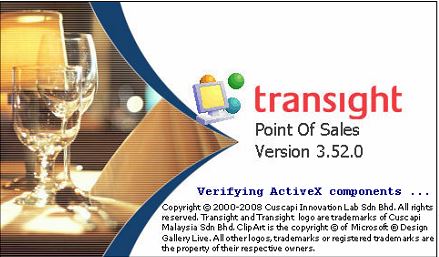 transight
Point Of Sales
Version 3.52.0
Verifying ActiveX components ...
Copyright © 2000-2008 Cuscapi Innovation Lab Sdn Bhd. All rights
reserved. Transight and Transight logo are trademarks of Cuscapi
Malaysia Sdn Bhd. ClipArt is the copyright © of Microsoft ® Design
Gallery Live. All other logos, trademarks or registered trademarks are
the property of their respective owners.